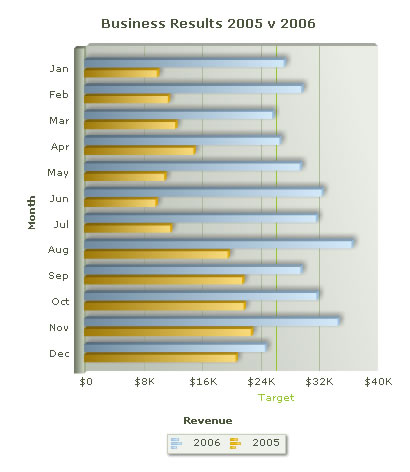 Business Results 2005 v 2006
Month
Jan
Feb
Mar
Apr
May
Jun
Jul
Aug
Sep
Oct
Nov
Dec
$0 $8K $16K $24K $32K $40K
Target
Revenue
2006 2005